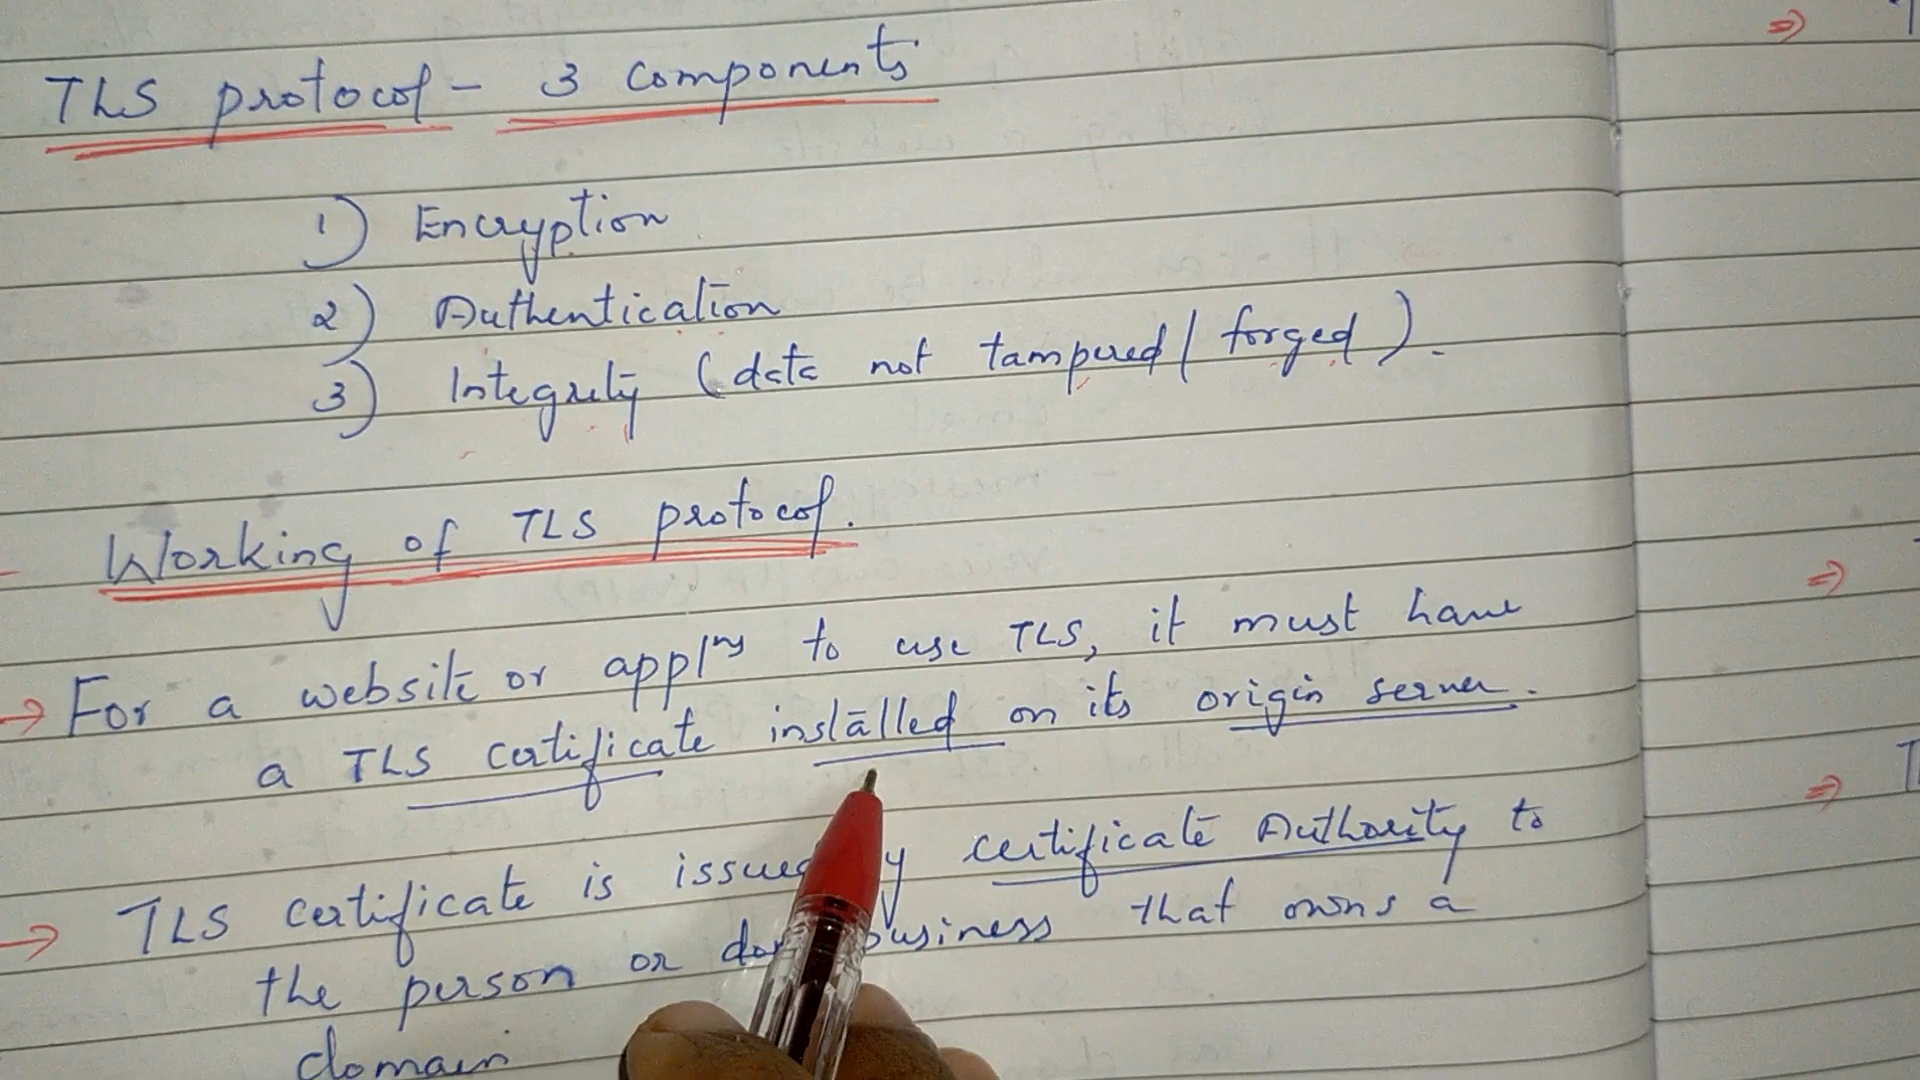 TLS protocol - 3 components
1) Encryption
2) Authentication
3) Integrity (data not tampered / forged).
Working of TLS protocol.
→ For a website or applns to use TLS, it must have
a TLS certificate installed on its origin server.
→ TLS certificate is issued certificate Authority to
the person or business that owns a
domain